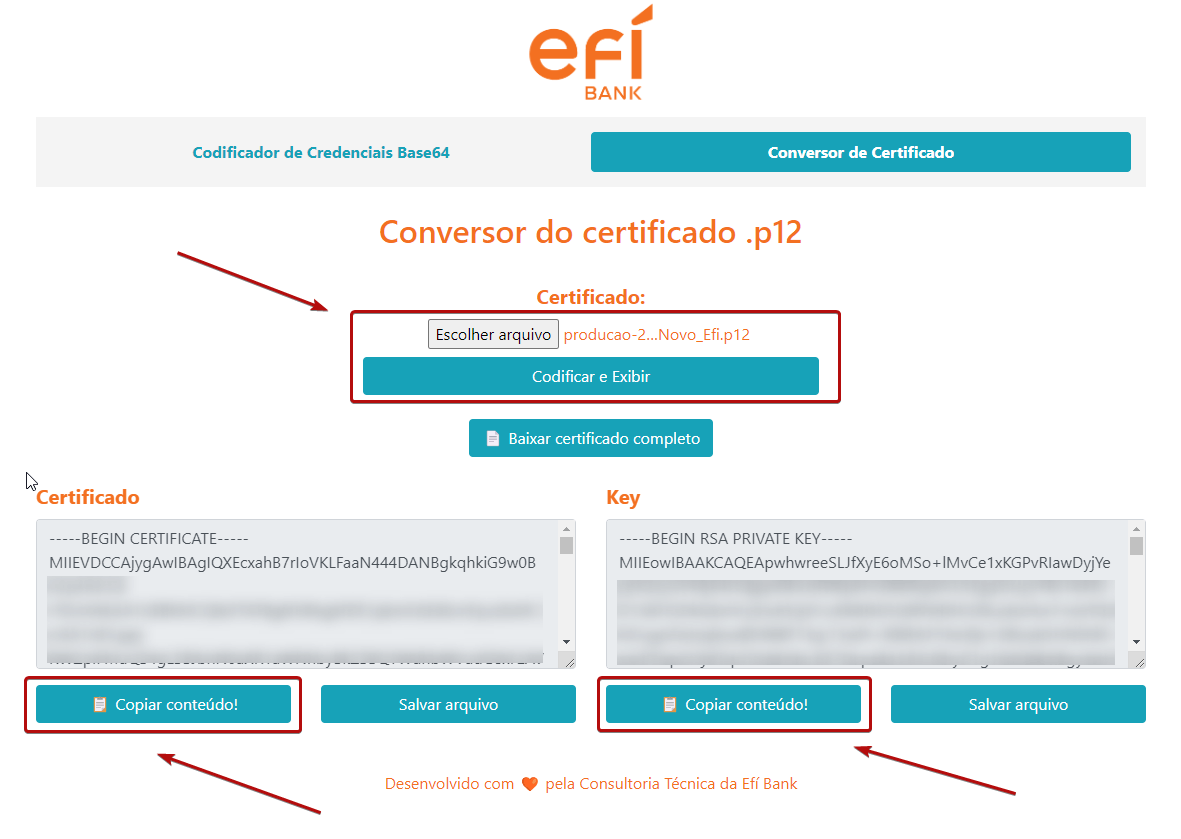 efí
BANK
Codificador de Credenciais Base64
Conversor de Certificado
Conversor do certificado .p12
Certificado:
Escolher arquivo producao-2...Novo_Efi.p12
Codificar e Exibir
Baixar certificado completo
Certificado
-----BEGIN CERTIFICATE-----
MIIEVDCCAjygAwIBAgIQXEcxahB7rIoVKLFaaN444DANBgkqhkiG9w0B
Key
-----BEGIN RSA PRIVATE KEY-----
MIIEowIBAAKCAQEApwhwreeSLJfXyE6oMSo+lMvCe1xKGPvRIawDyjYe
Copiar conteúdo!
Salvar arquivo
Copiar conteúdo!
Salvar arquivo
Desenvolvido com 🧡 pela Consultoria Técnica da Efí Bank